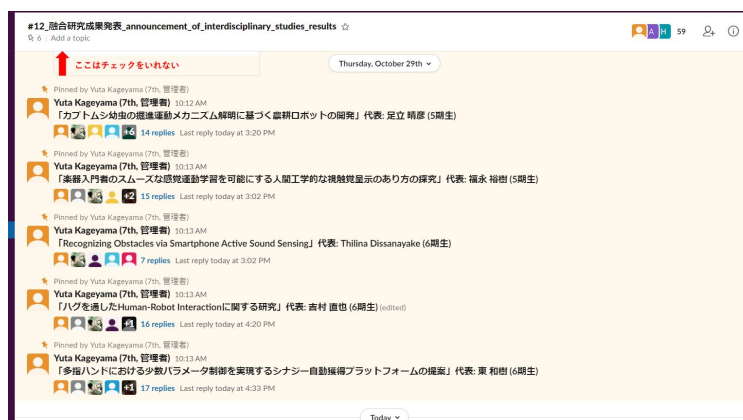 #12_融合研究成果発表_announcement_of_interdisciplinary_studies_results ☆
6 | Add a topic
A H 59
ここはチェックをいれない
Thursday, October 29th
Pinned by Yuta Kageyama (7th, 管理者)
Yuta Kageyama (7th, 管理者) 10:12 AM
「カブトムシ幼虫の掘進運動メカニズム解明に基づく農耕ロボットの開発」代表: 足立 晴彦 (5期生)
+6 14 replies Last reply today at 3:20 PM
Pinned by Yuta Kageyama (7th, 管理者)
Yuta Kageyama (7th, 管理者) 10:13 AM
「楽器入門者のスムーズな感覚運動学習を可能にする人間工学的な視触覚呈示のあり方の探究」代表: 福永 裕樹 (5期生)
+2 15 replies Last reply today at 3:02 PM
Pinned by Yuta Kageyama (7th, 管理者)
Yuta Kageyama (7th, 管理者) 10:13 AM
「Recognizing Obstacles via Smartphone Active Sound Sensing」代表: Thilina Dissanayake (6期生)
7 replies Last reply today at 3:02 PM
Pinned by Yuta Kageyama (7th, 管理者)
Yuta Kageyama (7th, 管理者) 10:13 AM
「ハグを通したHuman-Robot Interactionに関する研究」代表: 吉村 直也 (6期生) (edited)
+1 16 replies Last reply today at 4:20 PM
Pinned by Yuta Kageyama (7th, 管理者)
Yuta Kageyama (7th, 管理者) 10:13 AM
「多指ハンドにおける少数パラメータ制御を実現するシナジー自動獲得プラットフォームの提案」代表: 東 和樹 (6期生)
+1 17 replies Last reply today at 4:33 PM
Today